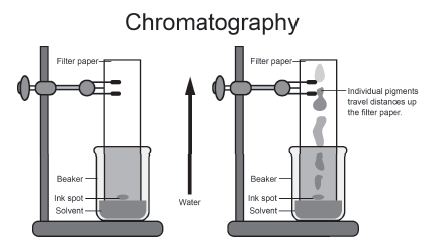 Chromatography
Filter paper
Beaker
Ink spot
Solvent
Water
Filter paper
Individual pigments
travel distances up
the filter paper.
Beaker
Ink spot
Solvent